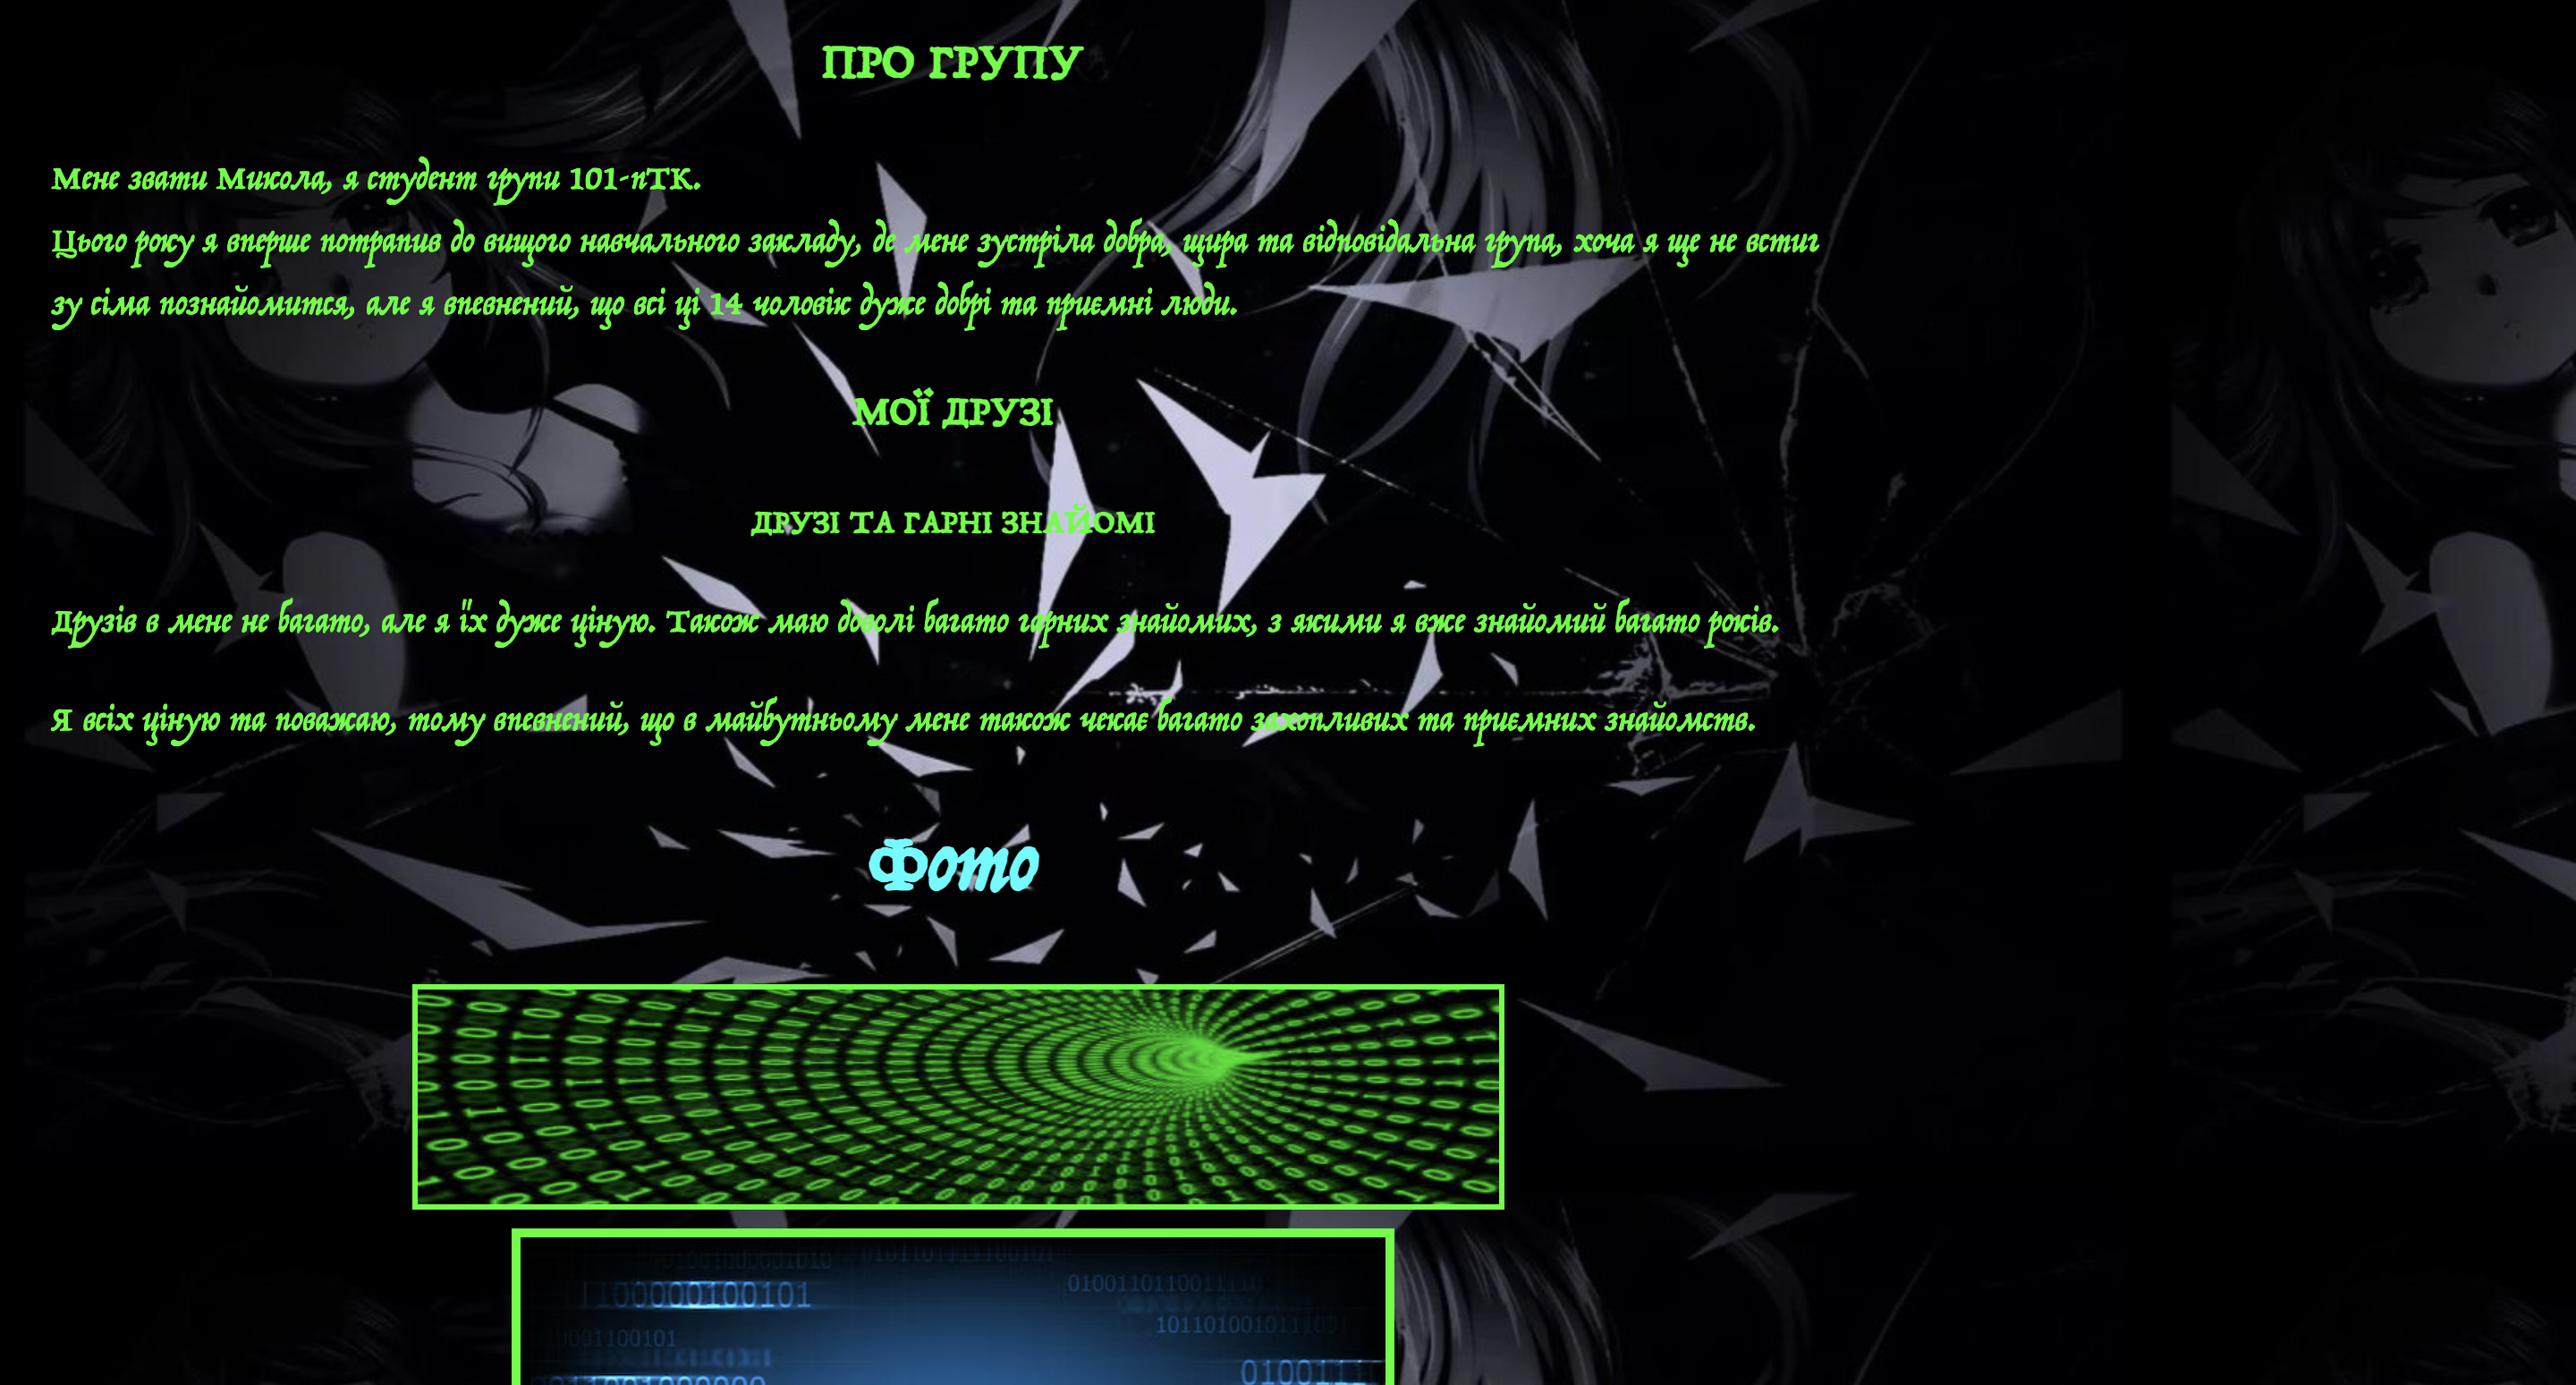 ПРО ГРУПУ
Мене звати Микола, я студент групи 101-пТК.
Цього року я вперше потрапив до вищого навчального закладу, де мене зустріла добра, щира та відповідальна група, хоча я ще не встиг
зу сіма познайомится, але я впевнений, що всі ці 14 чоловік дуже добрі та приємні люди.
МОЇ ДРУЗІ
ДРУЗІ ТА ГАРНІ ЗНАЙОМІ
Друзів в мене не багато, але я їх дуже ціную. Також маю доволі багато гарних знайомих, з якими я вже знайомий багато років.
Я всіх ціную та поважаю, тому впевнений, що в майбутньому мене також чекає багато захопливих та приємних знайомств.
Фото